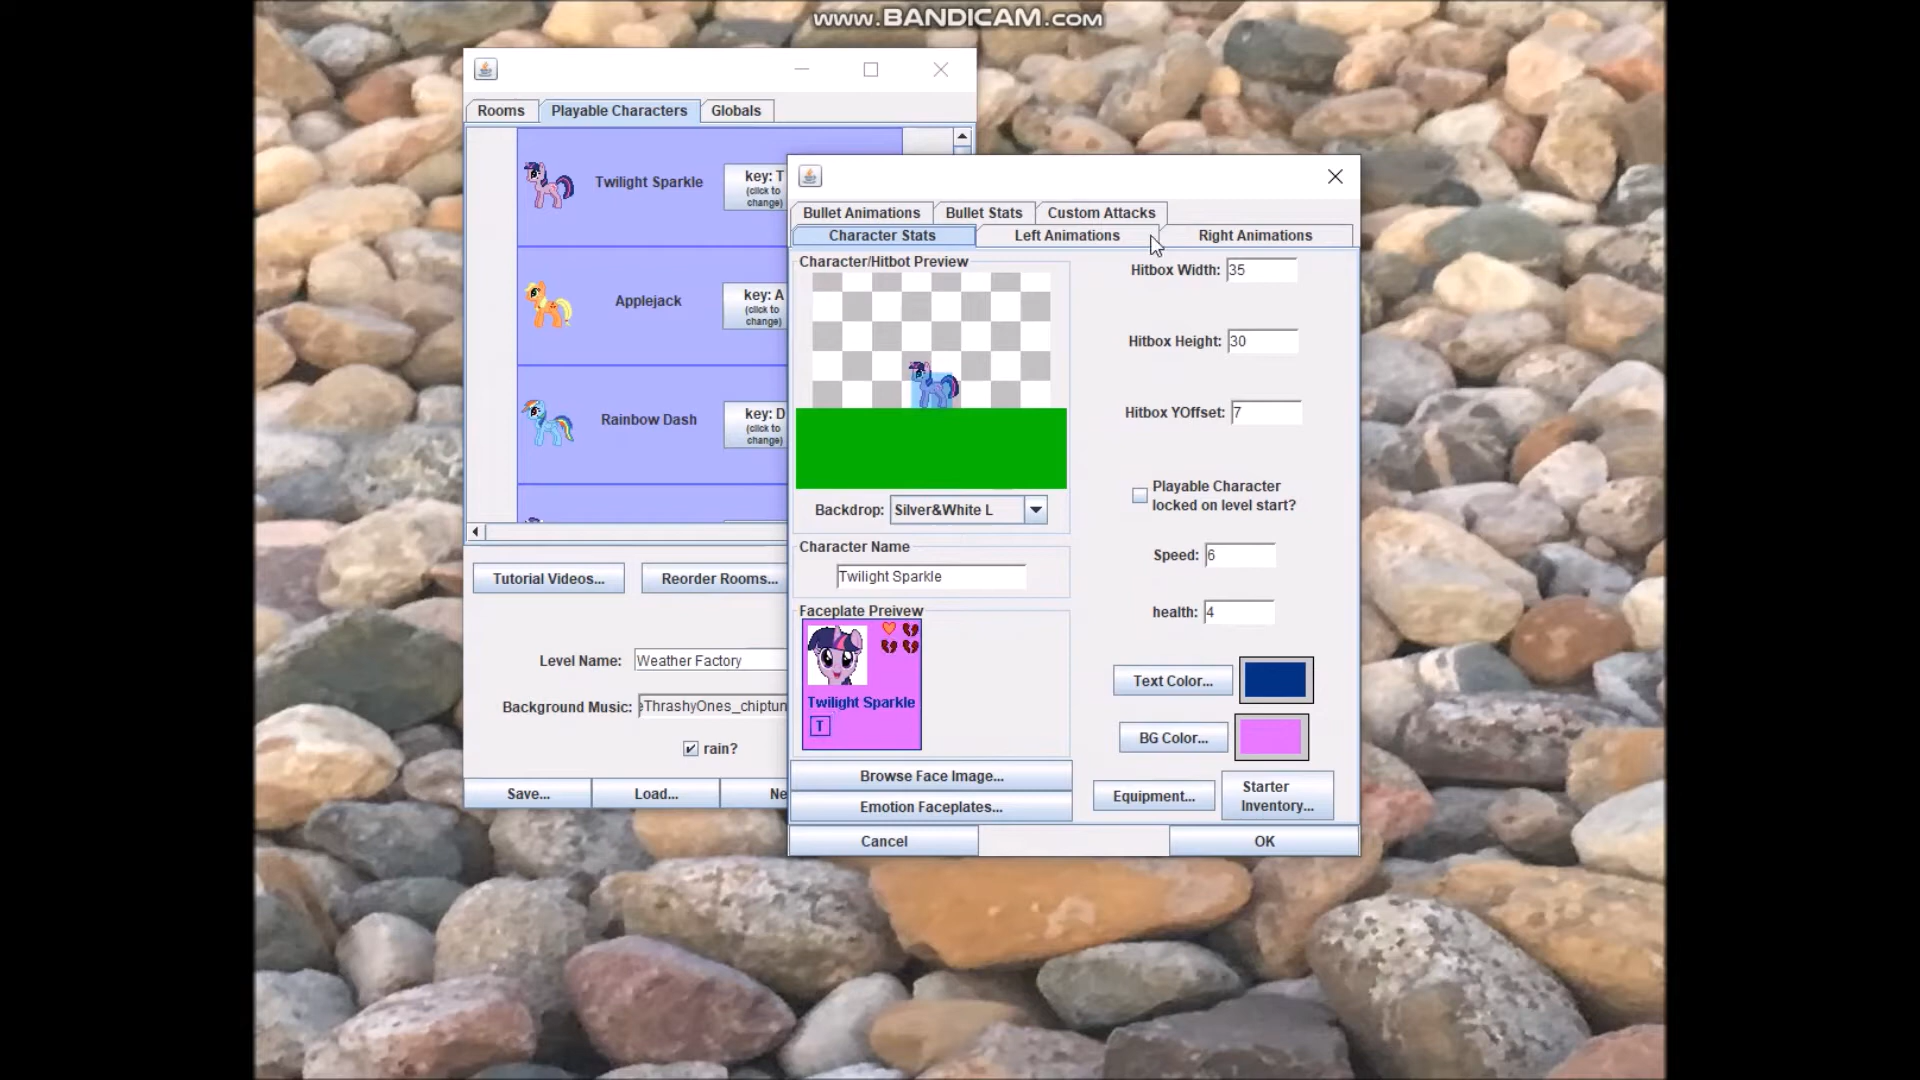 www.BANDICAM.com
Rooms
Playable Characters
Globals
Twilight Sparkle
key: T
(click to
change)
Applejack
key: A
(click to
change)
Rainbow Dash
key: D
(click to
change)
Tutorial Videos...
Reorder Rooms...
Level Name:
Weather Factory
Background Music:
ThrashyOnes_chiptun
rain?
Save...
Load...
Ne
Bullet Animations
Bullet Stats
Custom Attacks
Character Stats
Left Animations
Right Animations
Character/Hitbot Preview
Backdrop:
Silver&White L
Character Name
Twilight Sparkle
Faceplate Preivew
Twilight Sparkle
T
Browse Face Image...
Emotion Faceplates...
Hitbox Width:
35
Hitbox Height:
30
Hitbox YOffset:
7
Playable Character
locked on level start?
Speed:
6
health:
4
Text Color...
BG Color...
Equipment...
Starter
Inventory...
Cancel
OK